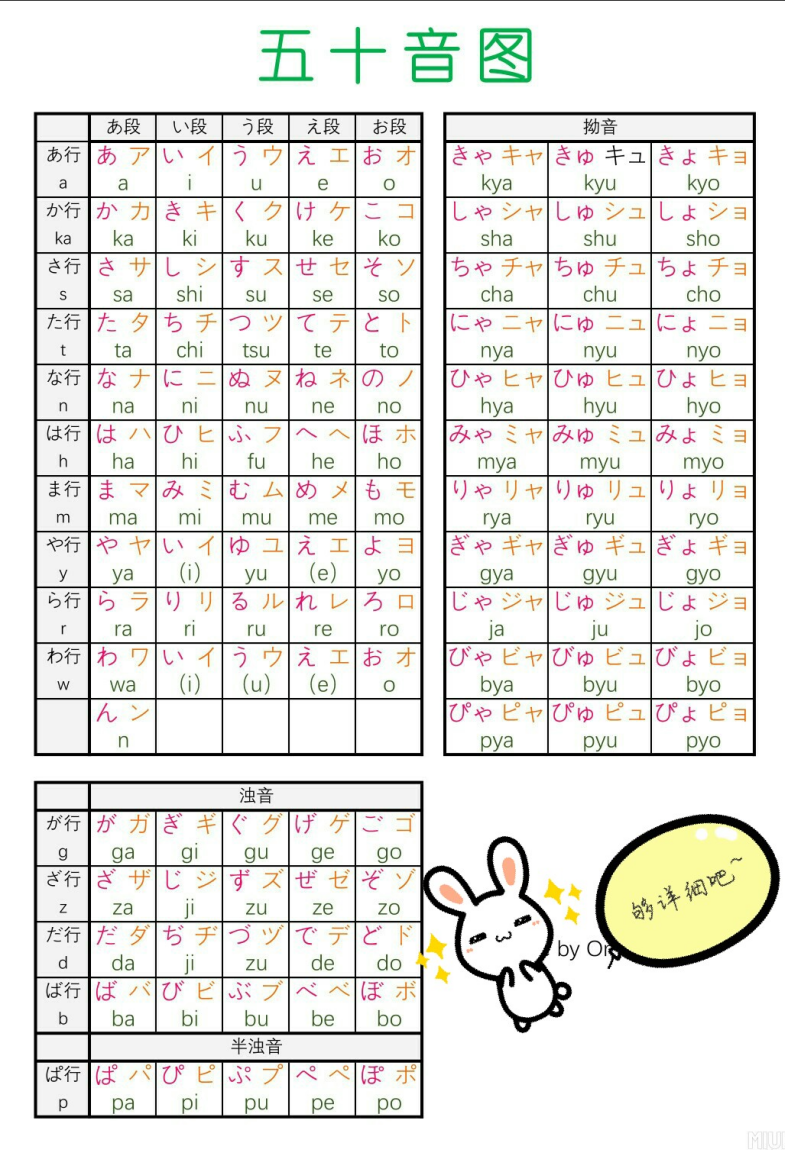 五十音图
あ段 い段 う段 え段 お段
あ行 あ ア い イ う ウ え エ お オ
a a i u e o
か行 か カ き キ く ク け ケ こ コ
ka ka ki ku ke ko
さ行 さ サ し シ す ス せ セ そ ソ
s sa shi su se so
た行 た タ ち チ つ ツ て テ と ト
t ta chi tsu te to
な行 な ナ に ニ ぬ ヌ ね ネ の ノ
n na ni nu ne no
は行 は ハ ひ ヒ ふ フ へ ヘ ほ ホ
h ha hi fu he ho
ま行 ま マ み ミ む ム め メ も モ
m ma mi mu me mo
や行 や ヤ い イ ゆ ユ え エ よ ヨ
y ya (i) yu (e) yo
ら行 ら ラ り リ る ル れ レ ろ ロ
r ra ri ru re ro
わ行 わ ワ い イ う ウ え エ お オ
w wa (i) (u) (e) o
ん ン
n
拗音
きゃ キャ きゅ キュ きょ キョ
kya kyu kyo
しゃ シャ しゅ シュ しょ ショ
sha shu sho
ちゃ チャ ちゅ チュ ちょ チョ
cha chu cho
にゃ ニャ にゅ ニュ にょ ニョ
nya nyu nyo
ひゃ ヒャ ひゅ ヒュ ひょ ヒョ
hya hyu hyo
みゃ ミャ みゅ ミュ みょ ミョ
mya myu myo
りゃ リャ りゅ リュ りょ リョ
rya ryu ryo
ぎゃ ギャ ぎゅ ギュ ぎょ ギョ
gya gyu gyo
じゃ ジャ じゅ ジュ じょ ジョ
ja ju jo
びゃ ビャ びゅ ビュ びょ ビョ
bya byu byo
ぴゃ ピャ ぴゅ ピュ ぴょ ピョ
pya pyu pyo
浊音
が行 が ガ ぎ ギ ぐ グ げ ゲ ご ゴ
g ga gi gu ge go
ざ行 ざ ザ じ ジ ず ズ ぜ ゼ ぞ ゾ
z za ji zu ze zo
だ行 だ ダ ぢ ヂ づ ヅ で デ ど ド
d da ji zu de do
ば行 ば バ び ビ ぶ ブ べ ベ ぼ ボ
b ba bi bu be bo
半浊音
ぱ行 ぱ パ ぴ ピ ぷ プ ぺ ペ ぽ ポ
p pa pi pu pe po
够详细吧~
by